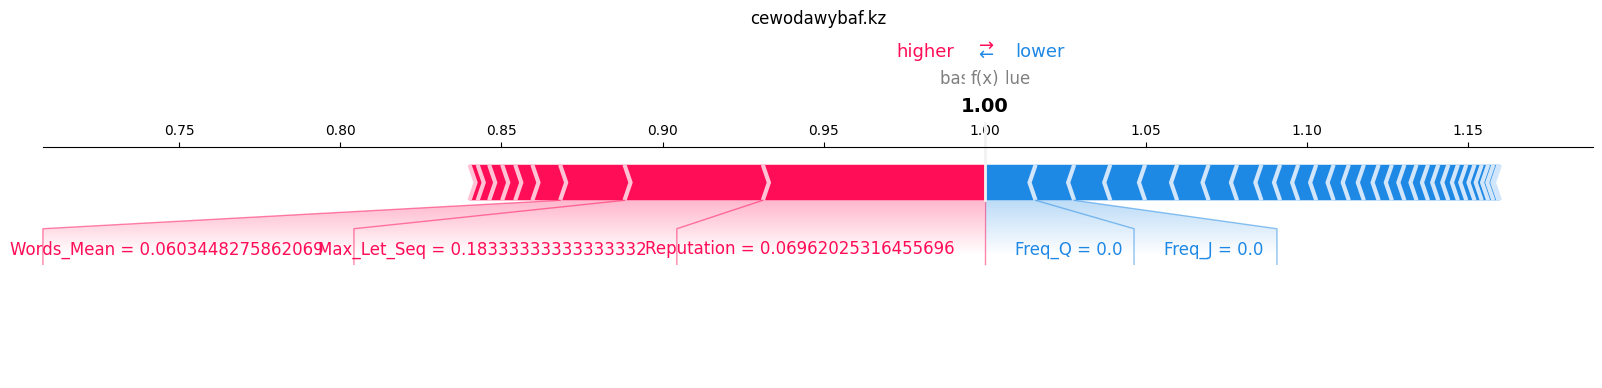 cewodawybaf.kz
higher → ← lower
f(x)
1.00
0.75 0.80 0.85 0.90 0.95 1.00 1.05 1.10 1.15
Words_Mean = 0.0603448275862069 Max_Let_Seq = 0.18333333333333332 Reputation = 0.06962025316455696 Freq_Q = 0.0 Freq_J = 0.0